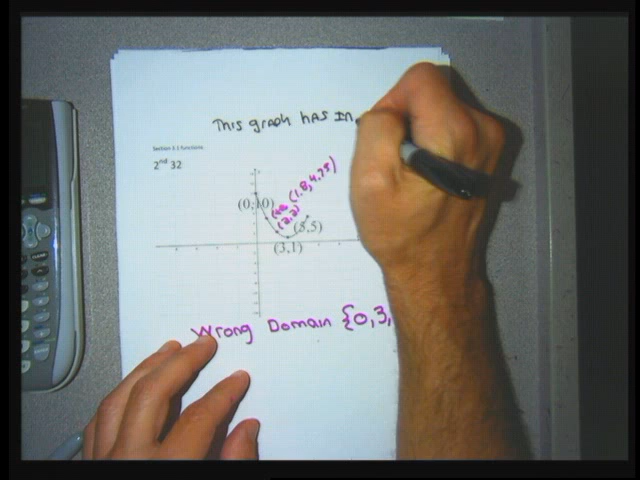 This graph has In
Section 3.1 functions
2nd 32
(1.8, 4.75)
(0,10)
(2,2)
(5,5)
(3,1)
Wrong Domain {0,3,